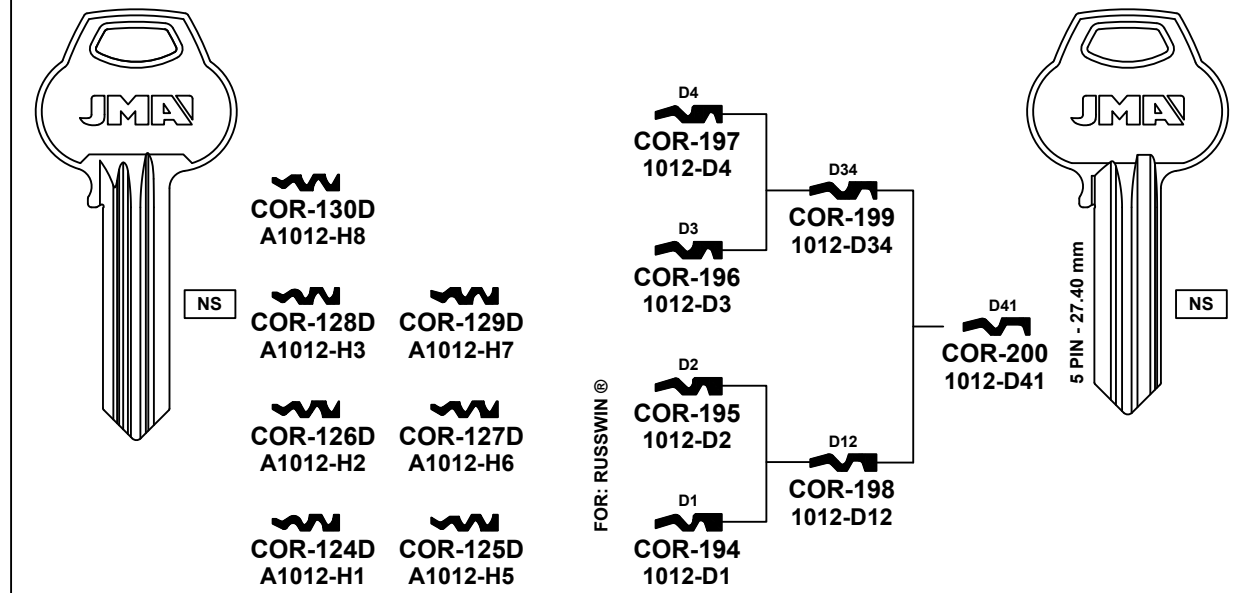 JMA
NS
COR-130D
A1012-H8
COR-128D
A1012-H3
COR-129D
A1012-H7
COR-126D
A1012-H2
COR-127D
A1012-H6
COR-124D
A1012-H1
COR-125D
A1012-H5
FOR: RUSSWIN ®
D4
COR-197
1012-D4
D3
COR-196
1012-D3
D2
COR-195
1012-D2
D1
COR-194
1012-D1
D34
COR-199
1012-D34
D12
COR-198
1012-D12
D41
COR-200
1012-D41
JMA
5 PIN - 27.40 mm
NS